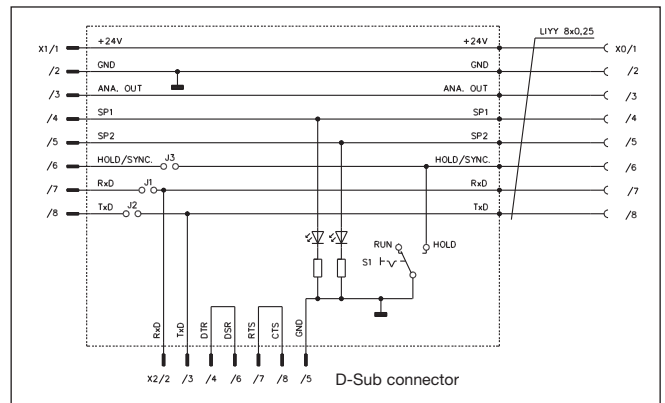 LIYY 8x0.25
X1/1 +24V +24V X0/1
/2 GND GND /2
/3 ANA. OUT ANA. OUT /3
/4 SP1 SP1 /4
/5 SP2 SP2 /5
/6 HOLD/SYNC. J3 HOLD/SYNC. /6
/7 RxD J1 RxD /7
/8 TxD J2 TxD /8
RUN HOLD
S1
RxD TxD DTR DSR RTS CTS GND
X2/2 /3 /4 /6 /7 /8 /5 D-Sub connector